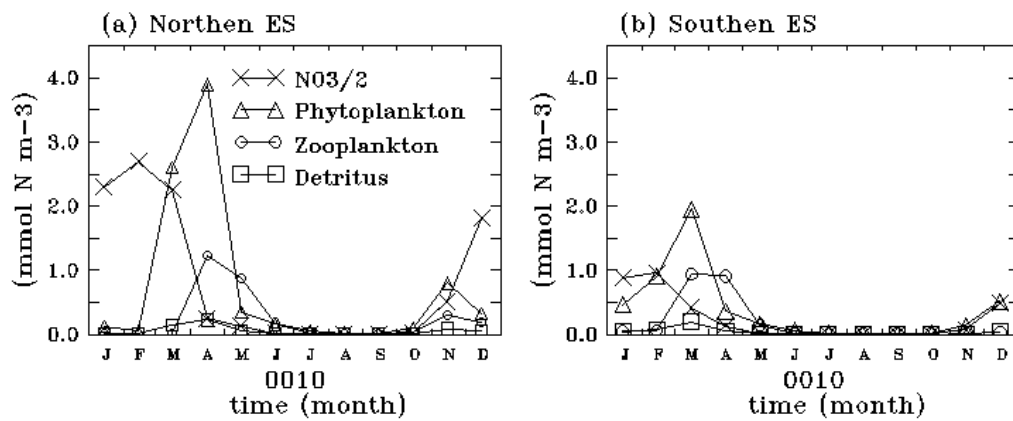 (a) Northen ES
(mmol N m-3)
4.0
3.0
2.0
1.0
0.0
NO3/2
Phytoplankton
Zooplankton
Detritus
J F M A M J J A S O N D
0010
time (month)
(b) Southen ES
(mmol N m-3)
4.0
3.0
2.0
1.0
0.0
J F M A M J J A S O N D
0010
time (month)